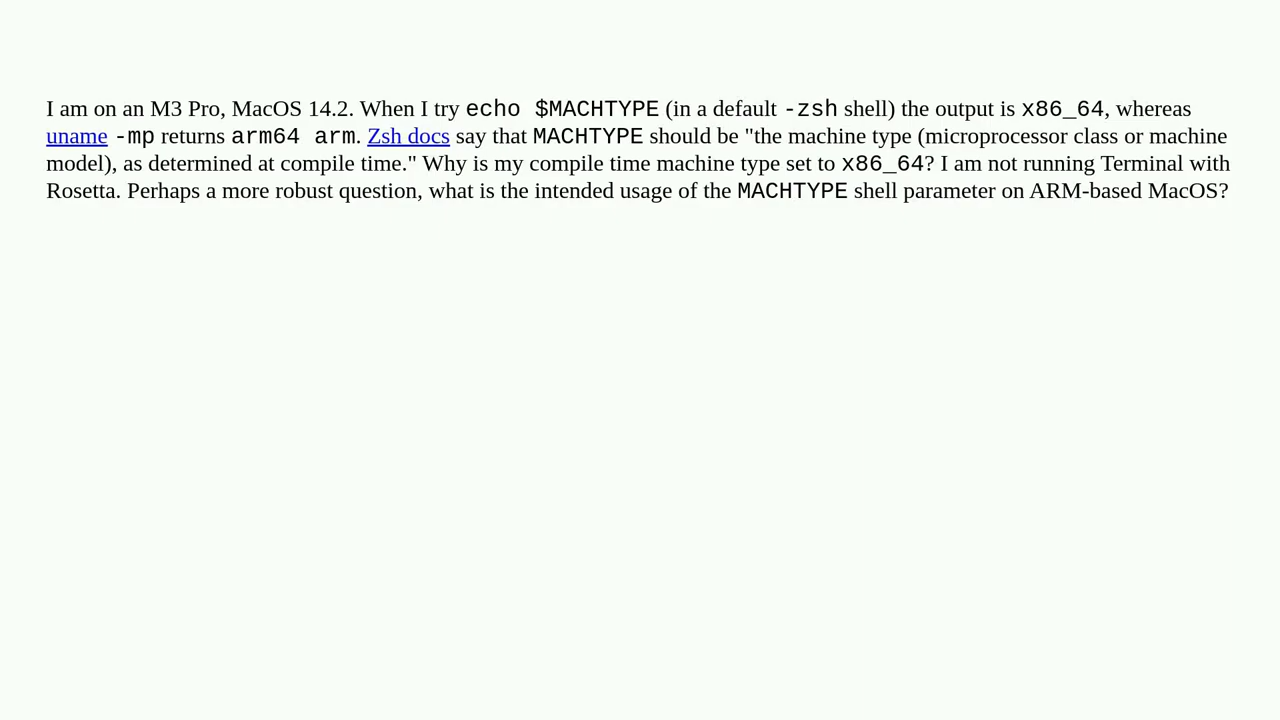 I am on an M3 Pro, MacOS 14.2. When I try echo $MACHTYPE (in a default -zsh shell) the output is x86_64, whereas
uname -mp returns arm64 arm. Zsh docs say that MACHTYPE should be "the machine type (microprocessor class or machine
model), as determined at compile time." Why is my compile time machine type set to x86_64? I am not running Terminal with
Rosetta. Perhaps a more robust question, what is the intended usage of the MACHTYPE shell parameter on ARM-based MacOS?